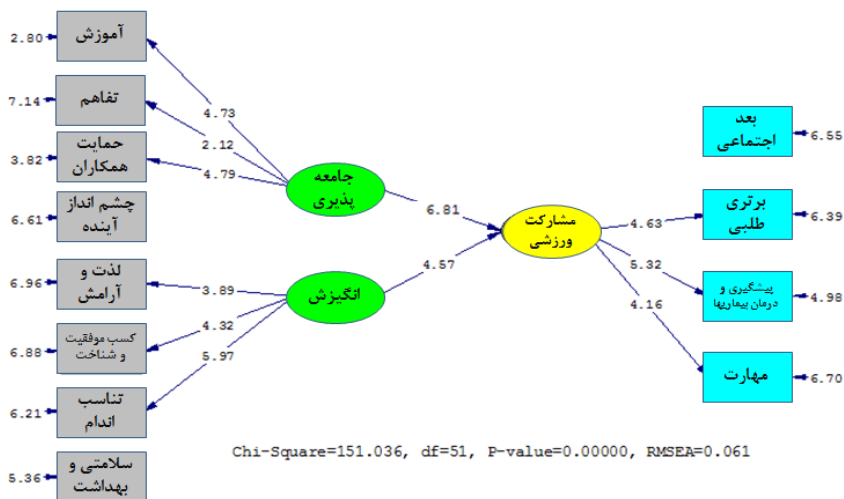 2.80
آموزش
7.14
تفاهم
3.82
حمایت
همکاران
6.61
چشم انداز
آینده
6.96
لذت و
آرامش
6.88
کسب موفقیت
و شناخت
6.21
تناسب
اندام
5.36
سلامتی و
بهداشت
4.73
2.12
4.79
3.89
4.32
5.97
جامعه
پذیری
انگیزش
6.81
4.57
مشارکت
ورزشی
4.63
5.32
4.16
بعد
اجتماعی
6.55
برتری
طلبی
6.39
پیشگیری و
درمان بیماریها
4.98
مهارت
6.70
Chi-Square=151.036, df=51, P-value=0.00000, RMSEA=0.061